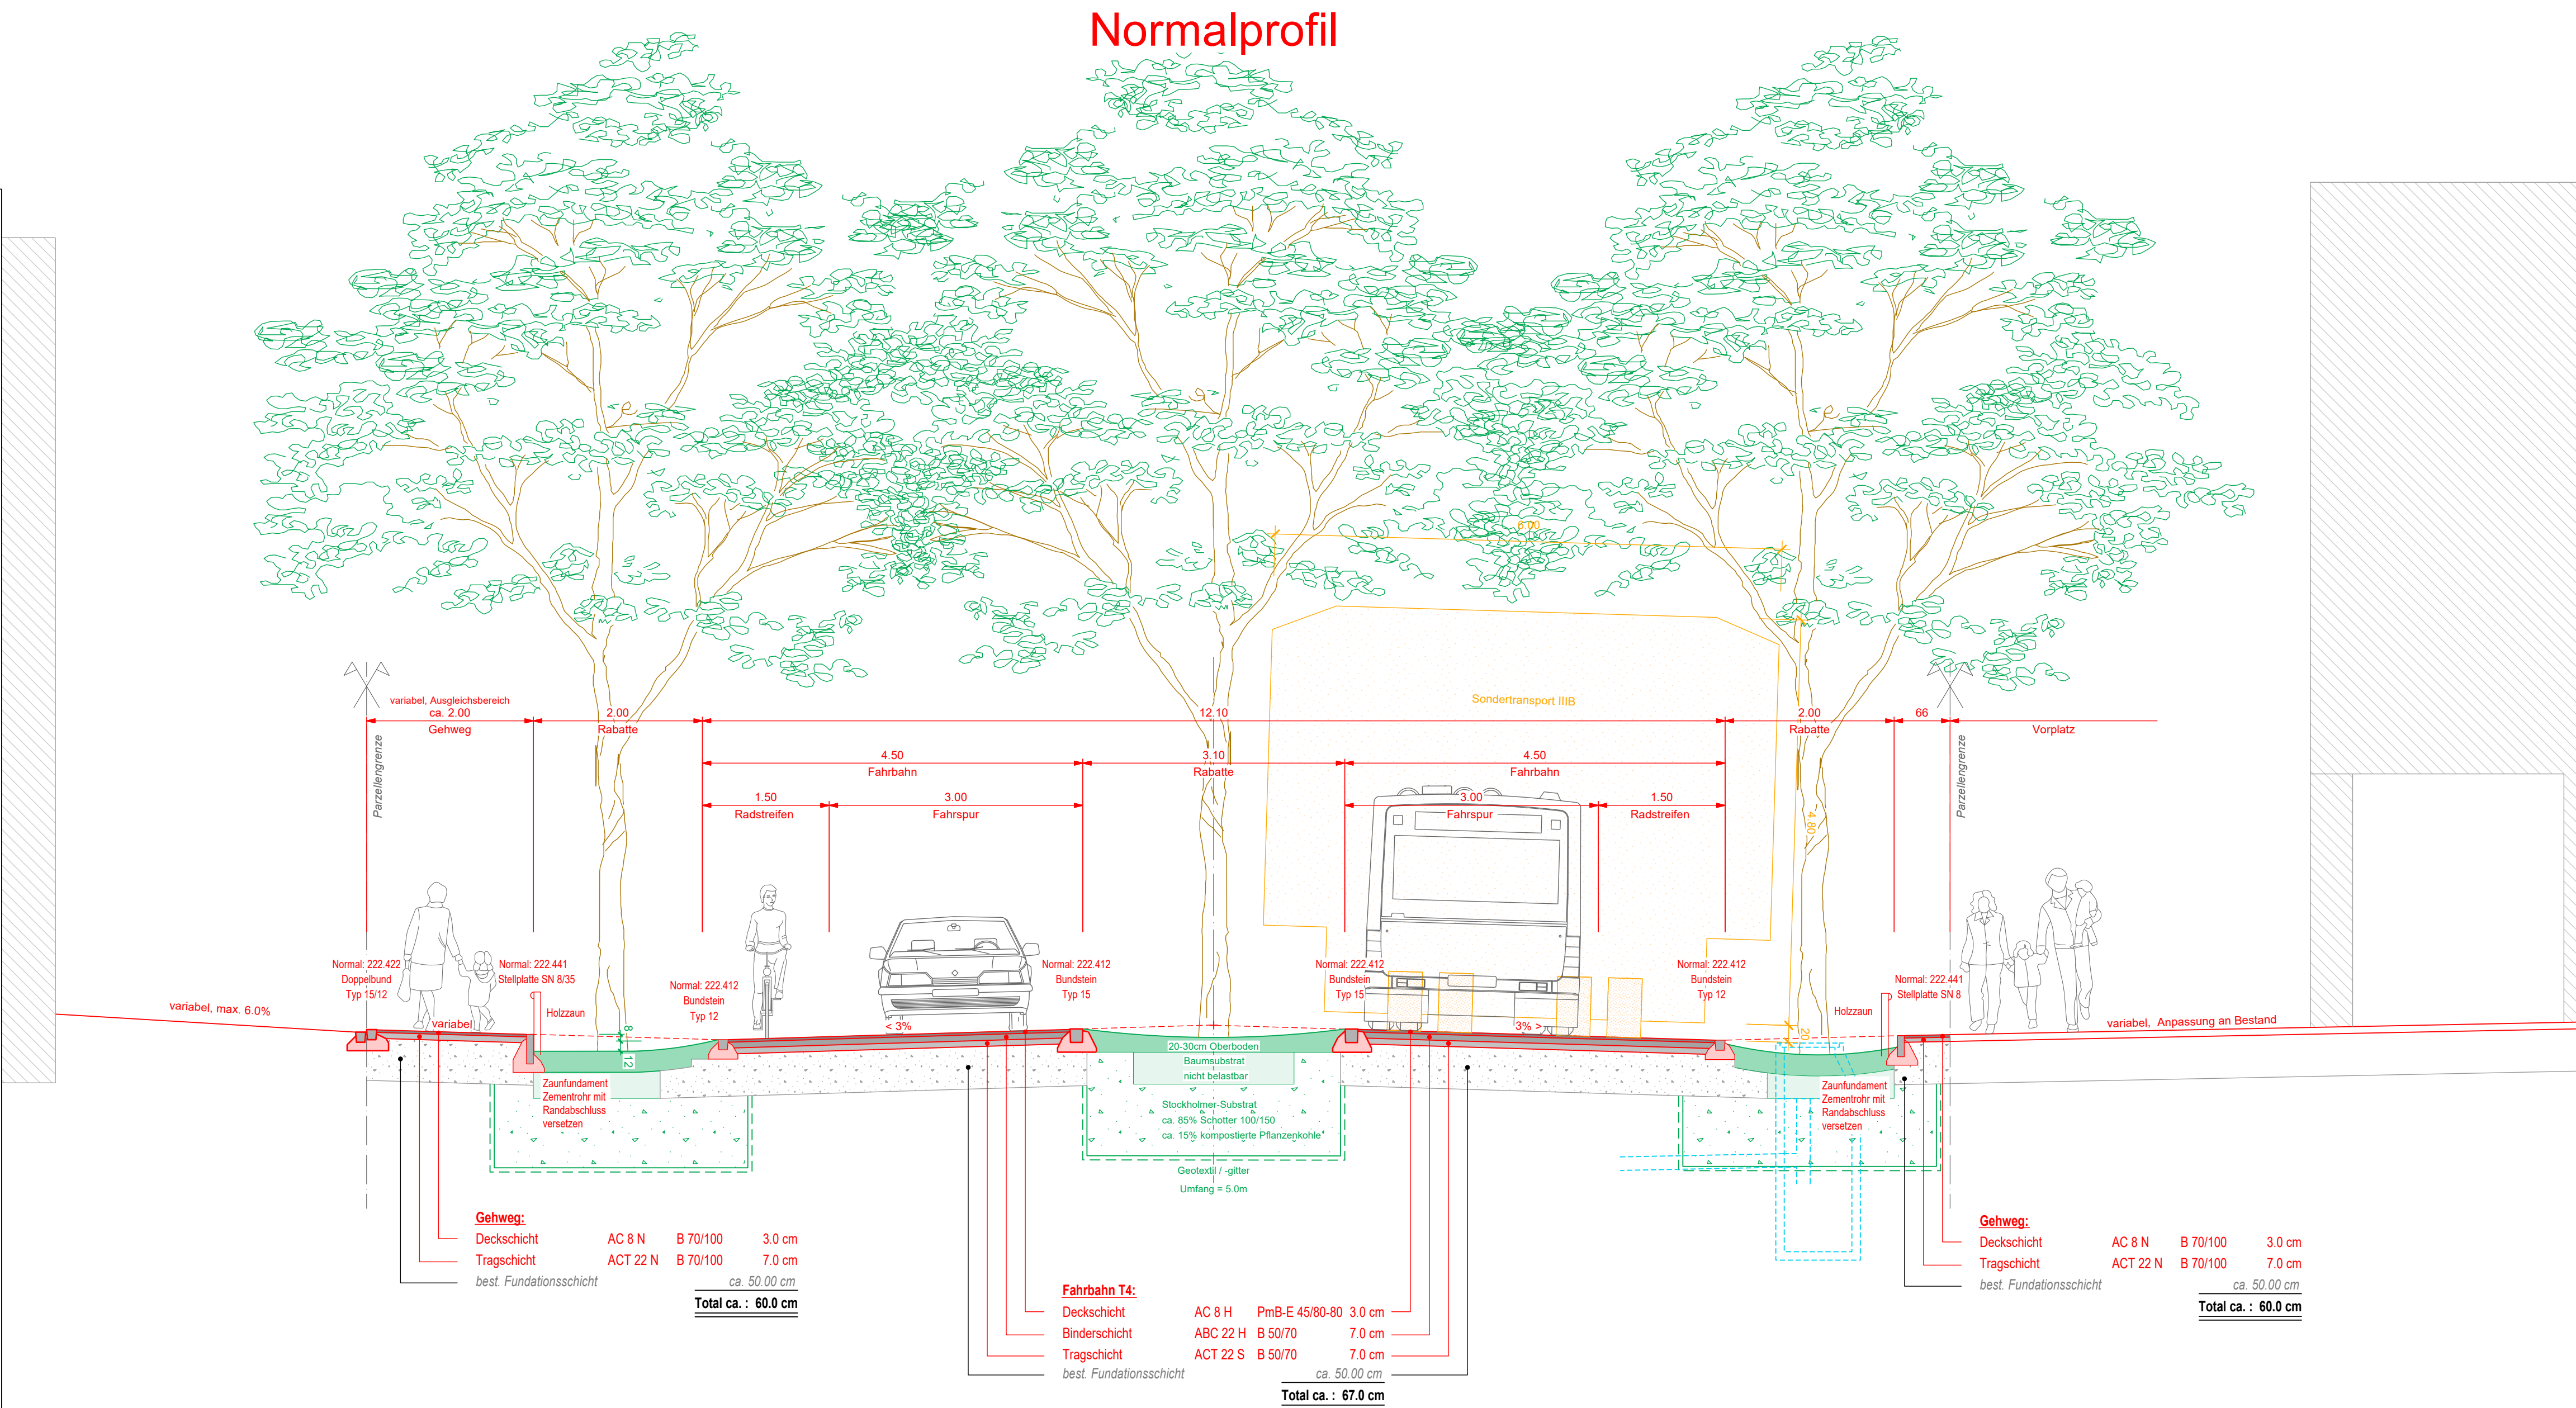 Normalprofil
6.00
Sondertransport IIIB
variabel, Ausgleichsbereich
ca. 2.00
Gehweg
2.00
Rabatte
12.10
2.00
Rabatte
66
Vorplatz
Parzellengrenze
Parzellengrenze
4.50
Fahrbahn
3.10
Rabatte
4.50
Fahrbahn
1.50
Radstreifen
3.00
Fahrspur
3.00
Fahrspur
1.50
Radstreifen
4.80
Normal: 222.422
Doppelbund
Typ 15/12
Normal: 222.441
Stellplatte SN 8/35
Normal: 222.412
Bundstein
Typ 12
Normal: 222.412
Bundstein
Typ 15
Normal: 222.412
Bundstein
Typ 15
Normal: 222.412
Bundstein
Typ 12
Normal: 222.441
Stellplatte SN 8
variabel, max. 6.0%
variabel
Holzzaun
8
12
< 3%
3% >
20
Holzzaun
variabel, Anpassung an Bestand
20-30cm Oberboden
Baumsubstrat
nicht belastbar
Stockholmer-Substrat
ca. 85% Schotter 100/150
ca. 15% kompostierte Pflanzenkohle
Geotextil / -gitter
Umfang = 5.0m
Zaunfundament
Zementrohr mit
Randabschluss
versetzen
Zaunfundament
Zementrohr mit
Randabschluss
versetzen
Gehweg:
Deckschicht AC 8 N B 70/100 3.0 cm
Tragschicht ACT 22 N B 70/100 7.0 cm
best. Fundationsschicht ca. 50.00 cm
Total ca. : 60.0 cm
Fahrbahn T4:
Deckschicht AC 8 H PmB-E 45/80-80 3.0 cm
Binderschicht ABC 22 H B 50/70 7.0 cm
Tragschicht ACT 22 S B 50/70 7.0 cm
best. Fundationsschicht ca. 50.00 cm
Total ca. : 67.0 cm
Gehweg:
Deckschicht AC 8 N B 70/100 3.0 cm
Tragschicht ACT 22 N B 70/100 7.0 cm
best. Fundationsschicht ca. 50.00 cm
Total ca. : 60.0 cm